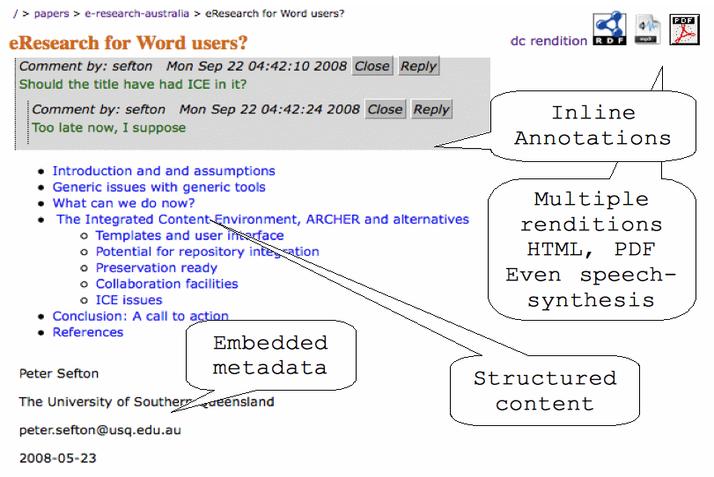 / > papers > e-research-australia > eResearch for Word users?
eResearch for Word users?
dc rendition RDF mp3 PDF
Comment by: sefton Mon Sep 22 04:42:10 2008 Close Reply
Should the title have had ICE in it?
Comment by: sefton Mon Sep 22 04:42:24 2008 Close Reply
Too late now, I suppose
Inline
Annotations
Introduction and and assumptions
Generic issues with generic tools
What can we do now?
The Integrated Content Environment, ARCHER and alternatives
Templates and user interface
Potential for repository integration
Preservation ready
Collaboration facilities
ICE issues
Conclusion: A call to action
References
Multiple
renditions
HTML, PDF
Even speech-
synthesis
Embedded
metadata
Structured
content
Peter Sefton
The University of Southern Queensland
peter.sefton@usq.edu.au
2008-05-23